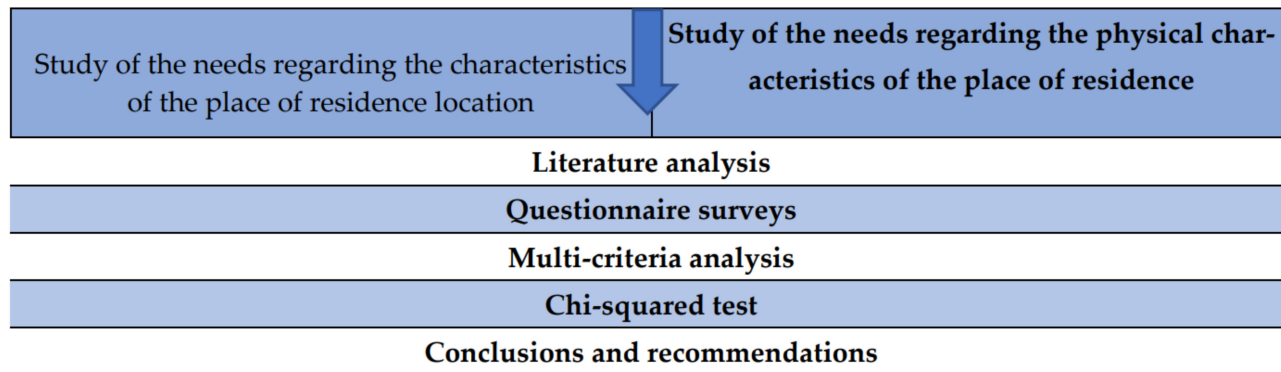 Study of the needs regarding the characteristics
of the place of residence location
Study of the needs regarding the physical char-
acteristics of the place of residence
Literature analysis
Questionnaire surveys
Multi-criteria analysis
Chi-squared test
Conclusions and recommendations